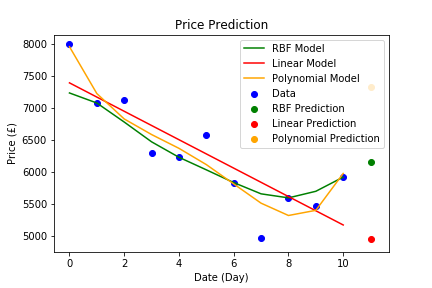 Price Prediction
8000
7500
7000
6500
6000
5500
5000
Price (£)
RBF Model
Linear Model
Polynomial Model
Data
RBF Prediction
Linear Prediction
Polynomial Prediction
0 2 4 6 8 10
Date (Day)